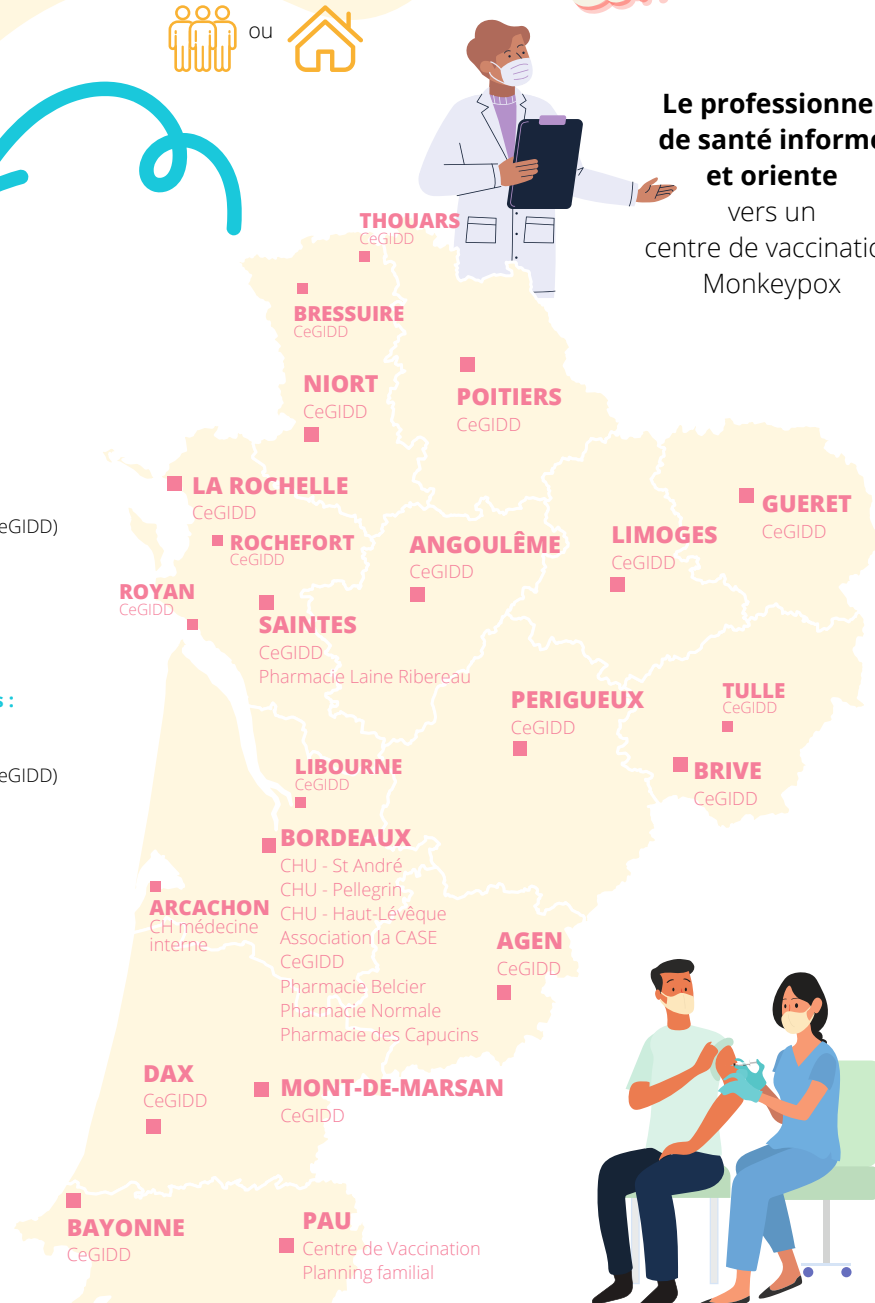 ou
Le professionne
de santé informe
et oriente
vers un
centre de vaccinatio
Monkeypox
THOUARS
CeGIDD
BRESSUIRE
CeGIDD
NIORT
CeGIDD
POITIERS
CeGIDD
LA ROCHELLE
CeGIDD
GUERET
CeGIDD
eGIDD)
ROCHEFORT
CeGIDD
ANGOULÊME
CeGIDD
LIMOGES
CeGIDD
ROYAN
CeGIDD
SAINTES
CeGIDD
Pharmacie Laine Ribereau
s :
PERIGUEUX
CeGIDD
TULLE
CeGIDD
eGIDD)
LIBOURNE
CeGIDD
BRIVE
CeGIDD
BORDEAUX
CHU - St André
CHU - Pellegrin
CHU - Haut-Lévêque
Association la CASE
CeGIDD
Pharmacie Belcier
Pharmacie Normale
Pharmacie des Capucins
ARCACHON
CH médecine
interne
AGEN
CeGIDD
DAX
CeGIDD
MONT-DE-MARSAN
CeGIDD
BAYONNE
CeGIDD
PAU
Centre de Vaccination
Planning familial